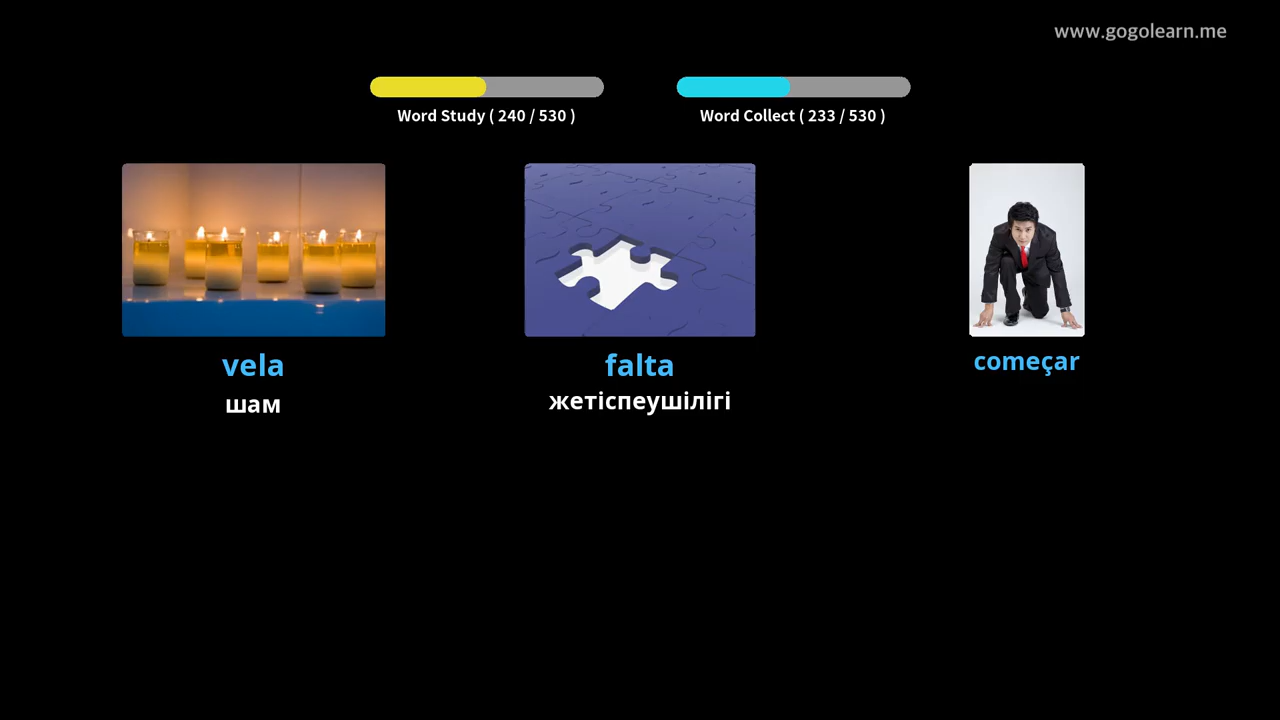 www.gogolearn.me
Word Study ( 240 / 530 )
Word Collect ( 233 / 530 )
vela
шам
falta
жетіспеушілігі
começar